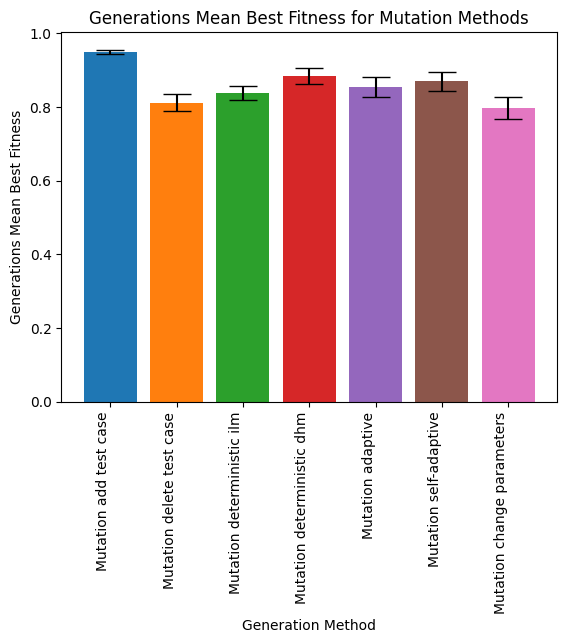 Generations Mean Best Fitness for Mutation Methods
Generations Mean Best Fitness
1.0
0.8
0.6
0.4
0.2
0.0
Mutation add test case
Mutation delete test case
Mutation deterministic ilm
Mutation deterministic dhm
Mutation adaptive
Mutation self-adaptive
Mutation change parameters
Generation Method